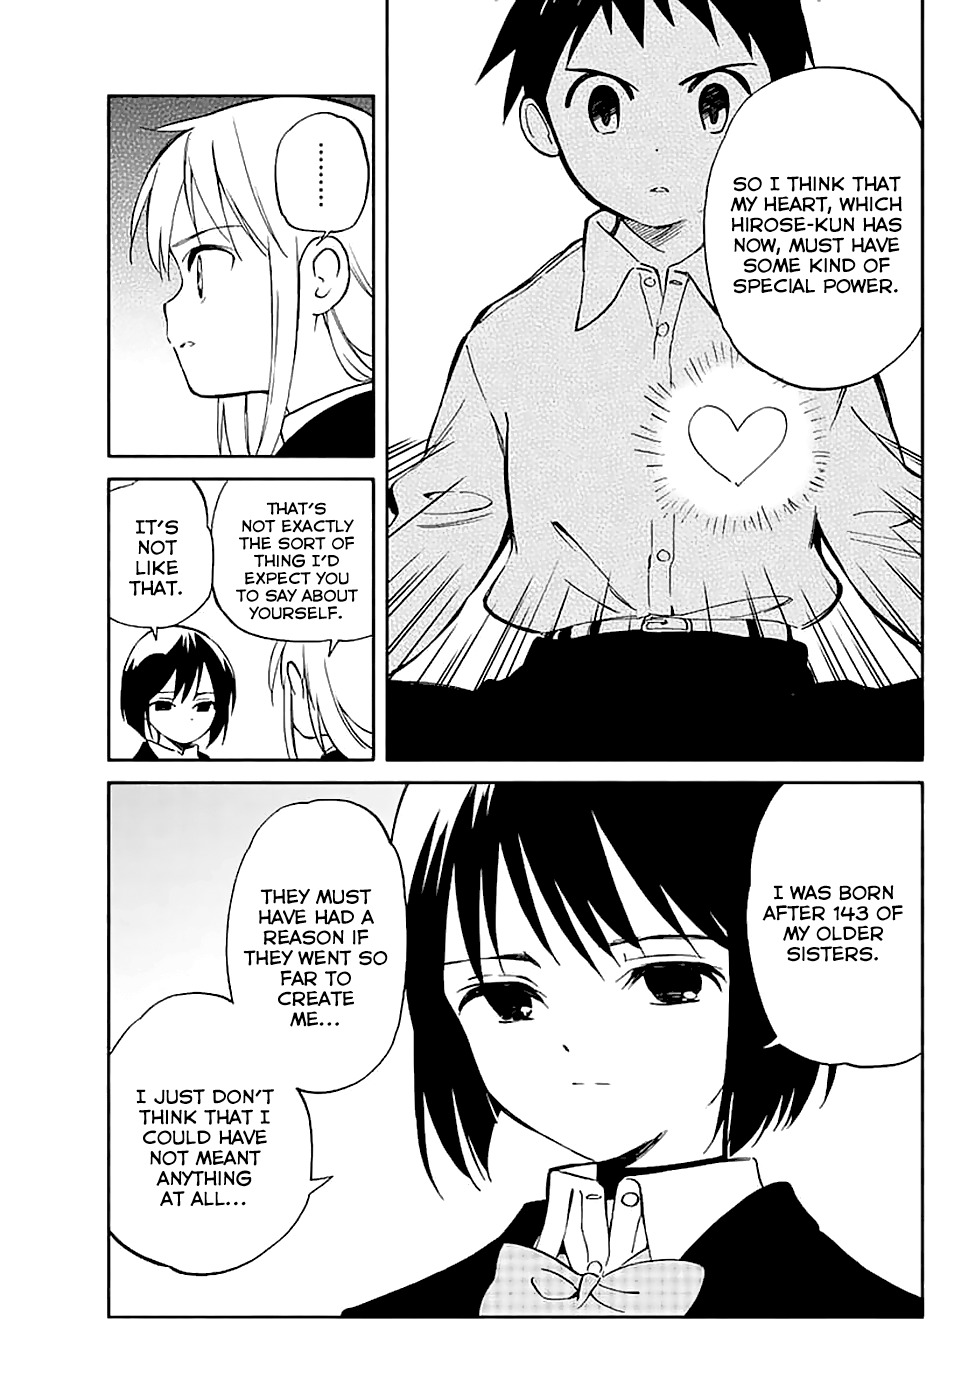 SO I THINK THAT
MY HEART, WHICH
HIROSE-KUN HAS
NOW, MUST HAVE
SOME KIND OF
SPECIAL POWER.
.........
THAT'S
NOT EXACTLY
THE SORT OF
THING I'D
EXPECT YOU
TO SAY ABOUT
YOURSELF.
IT'S
NOT
LIKE
THAT.
I WAS BORN
AFTER 143 OF
MY OLDER
SISTERS.
THEY MUST
HAVE HAD A
REASON IF
THEY WENT SO
FAR TO
CREATE
ME...
I JUST DON'T
THINK THAT I
COULD HAVE
NOT MEANT
ANYTHING
AT ALL...